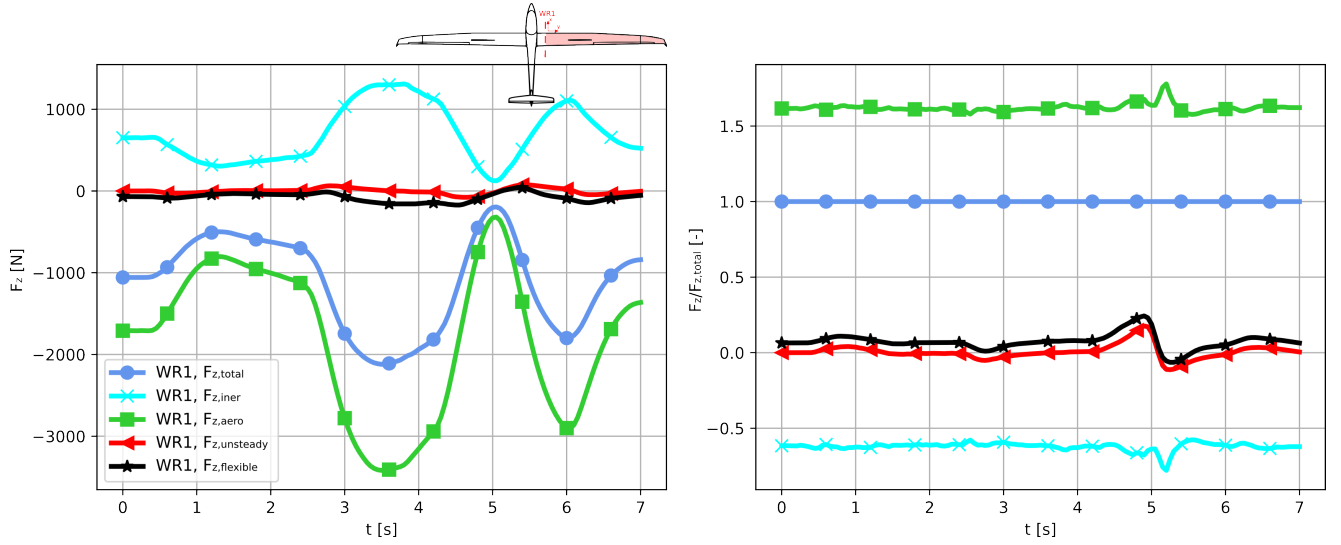 WR1
x
y
1000
0
−1000
−2000
−3000
F_z [N]
WR1, F_z,total
WR1, F_z,iner
WR1, F_z,aero
WR1, F_z,unsteady
WR1, F_z,flexible
0 1 2 3 4 5 6 7
t [s]
1.5
1.0
0.5
0.0
−0.5
F_z/F_z,total [-]
0 1 2 3 4 5 6 7
t [s]